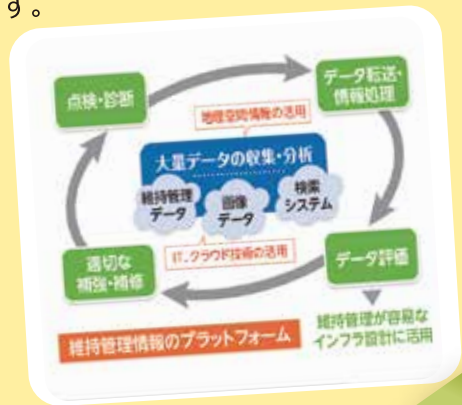 す。
点検・診断
データ転送・
情報処理
地理空間情報の活用
大量データの収集・分析
維持管理
データ
画像
データ
検索
システム
IT、クラウド技術の活用
適切な
補強・補修
データ評価
維持管理情報のプラットフォーム
維持管理が容易な
インフラ設計に活用